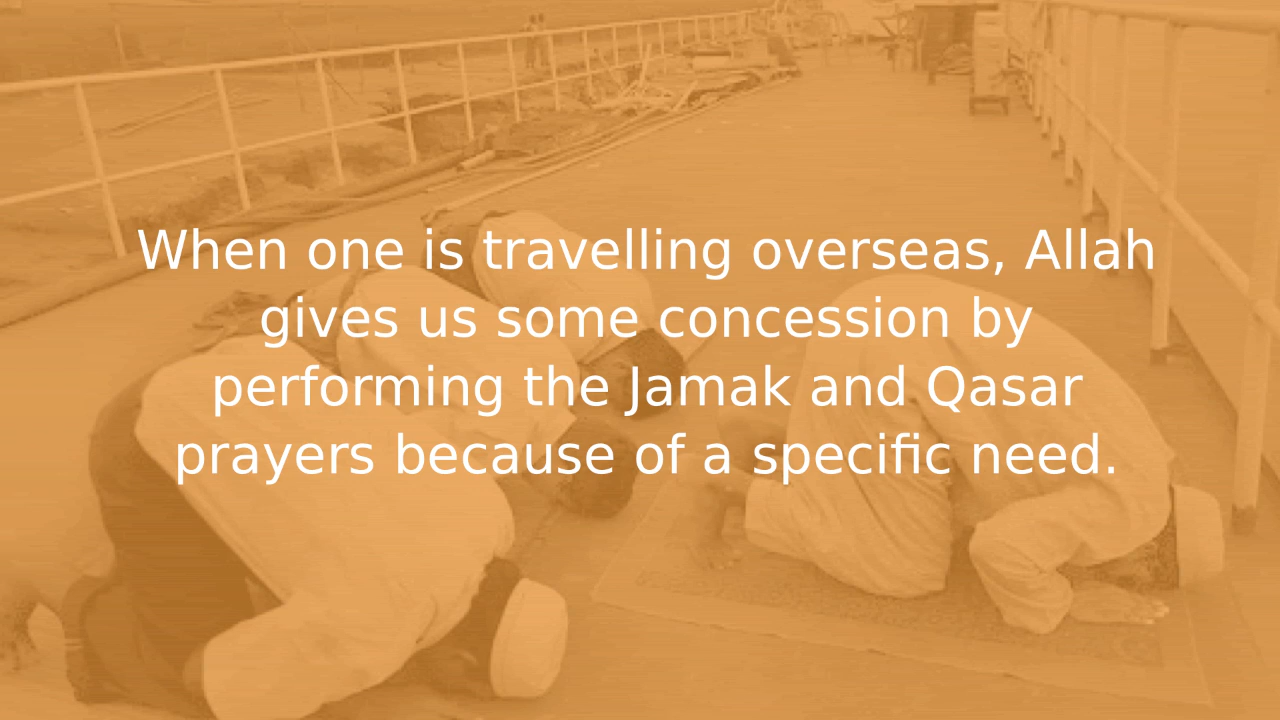 When one is travelling overseas, Allah
gives us some concession by
performing the Jamak and Qasar
prayers because of a specific need.